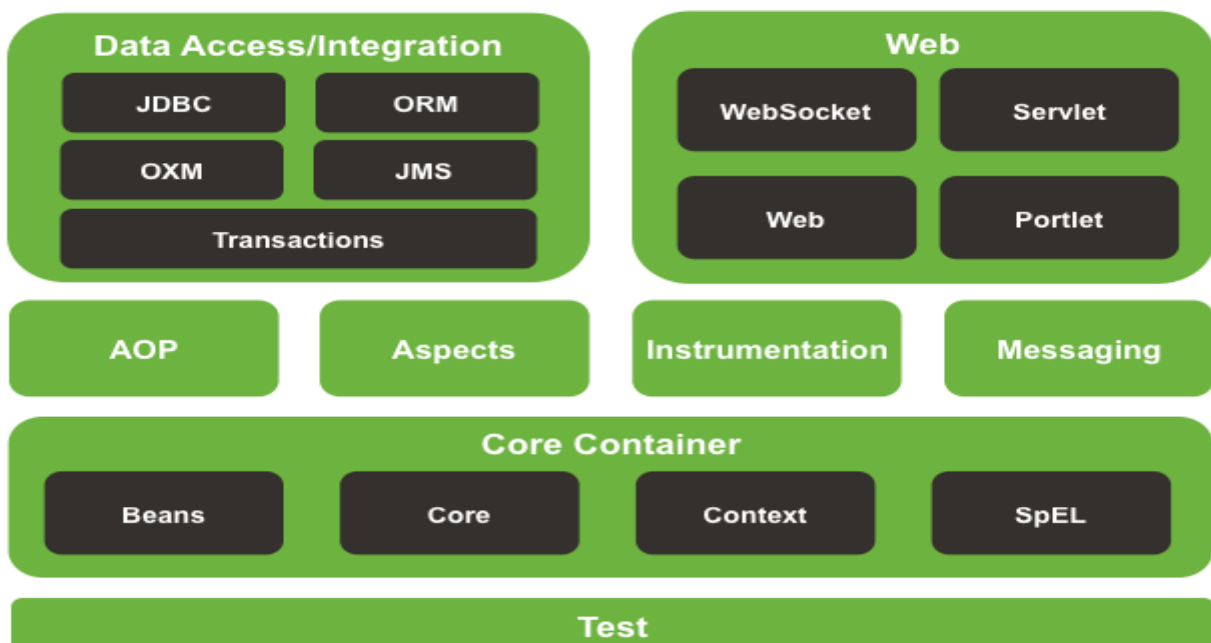 Data Access/Integration
JDBC
ORM
OXM
JMS
Transactions
Web
WebSocket
Servlet
Web
Portlet
AOP
Aspects
Instrumentation
Messaging
Core Container
Beans
Core
Context
SpEL
Test